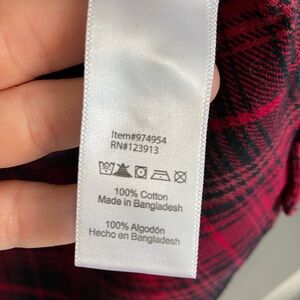 Item#974954
RN#123913
100% Cotton
Made in Bangladesh
100% Algodón
Hecho en Bangladesh